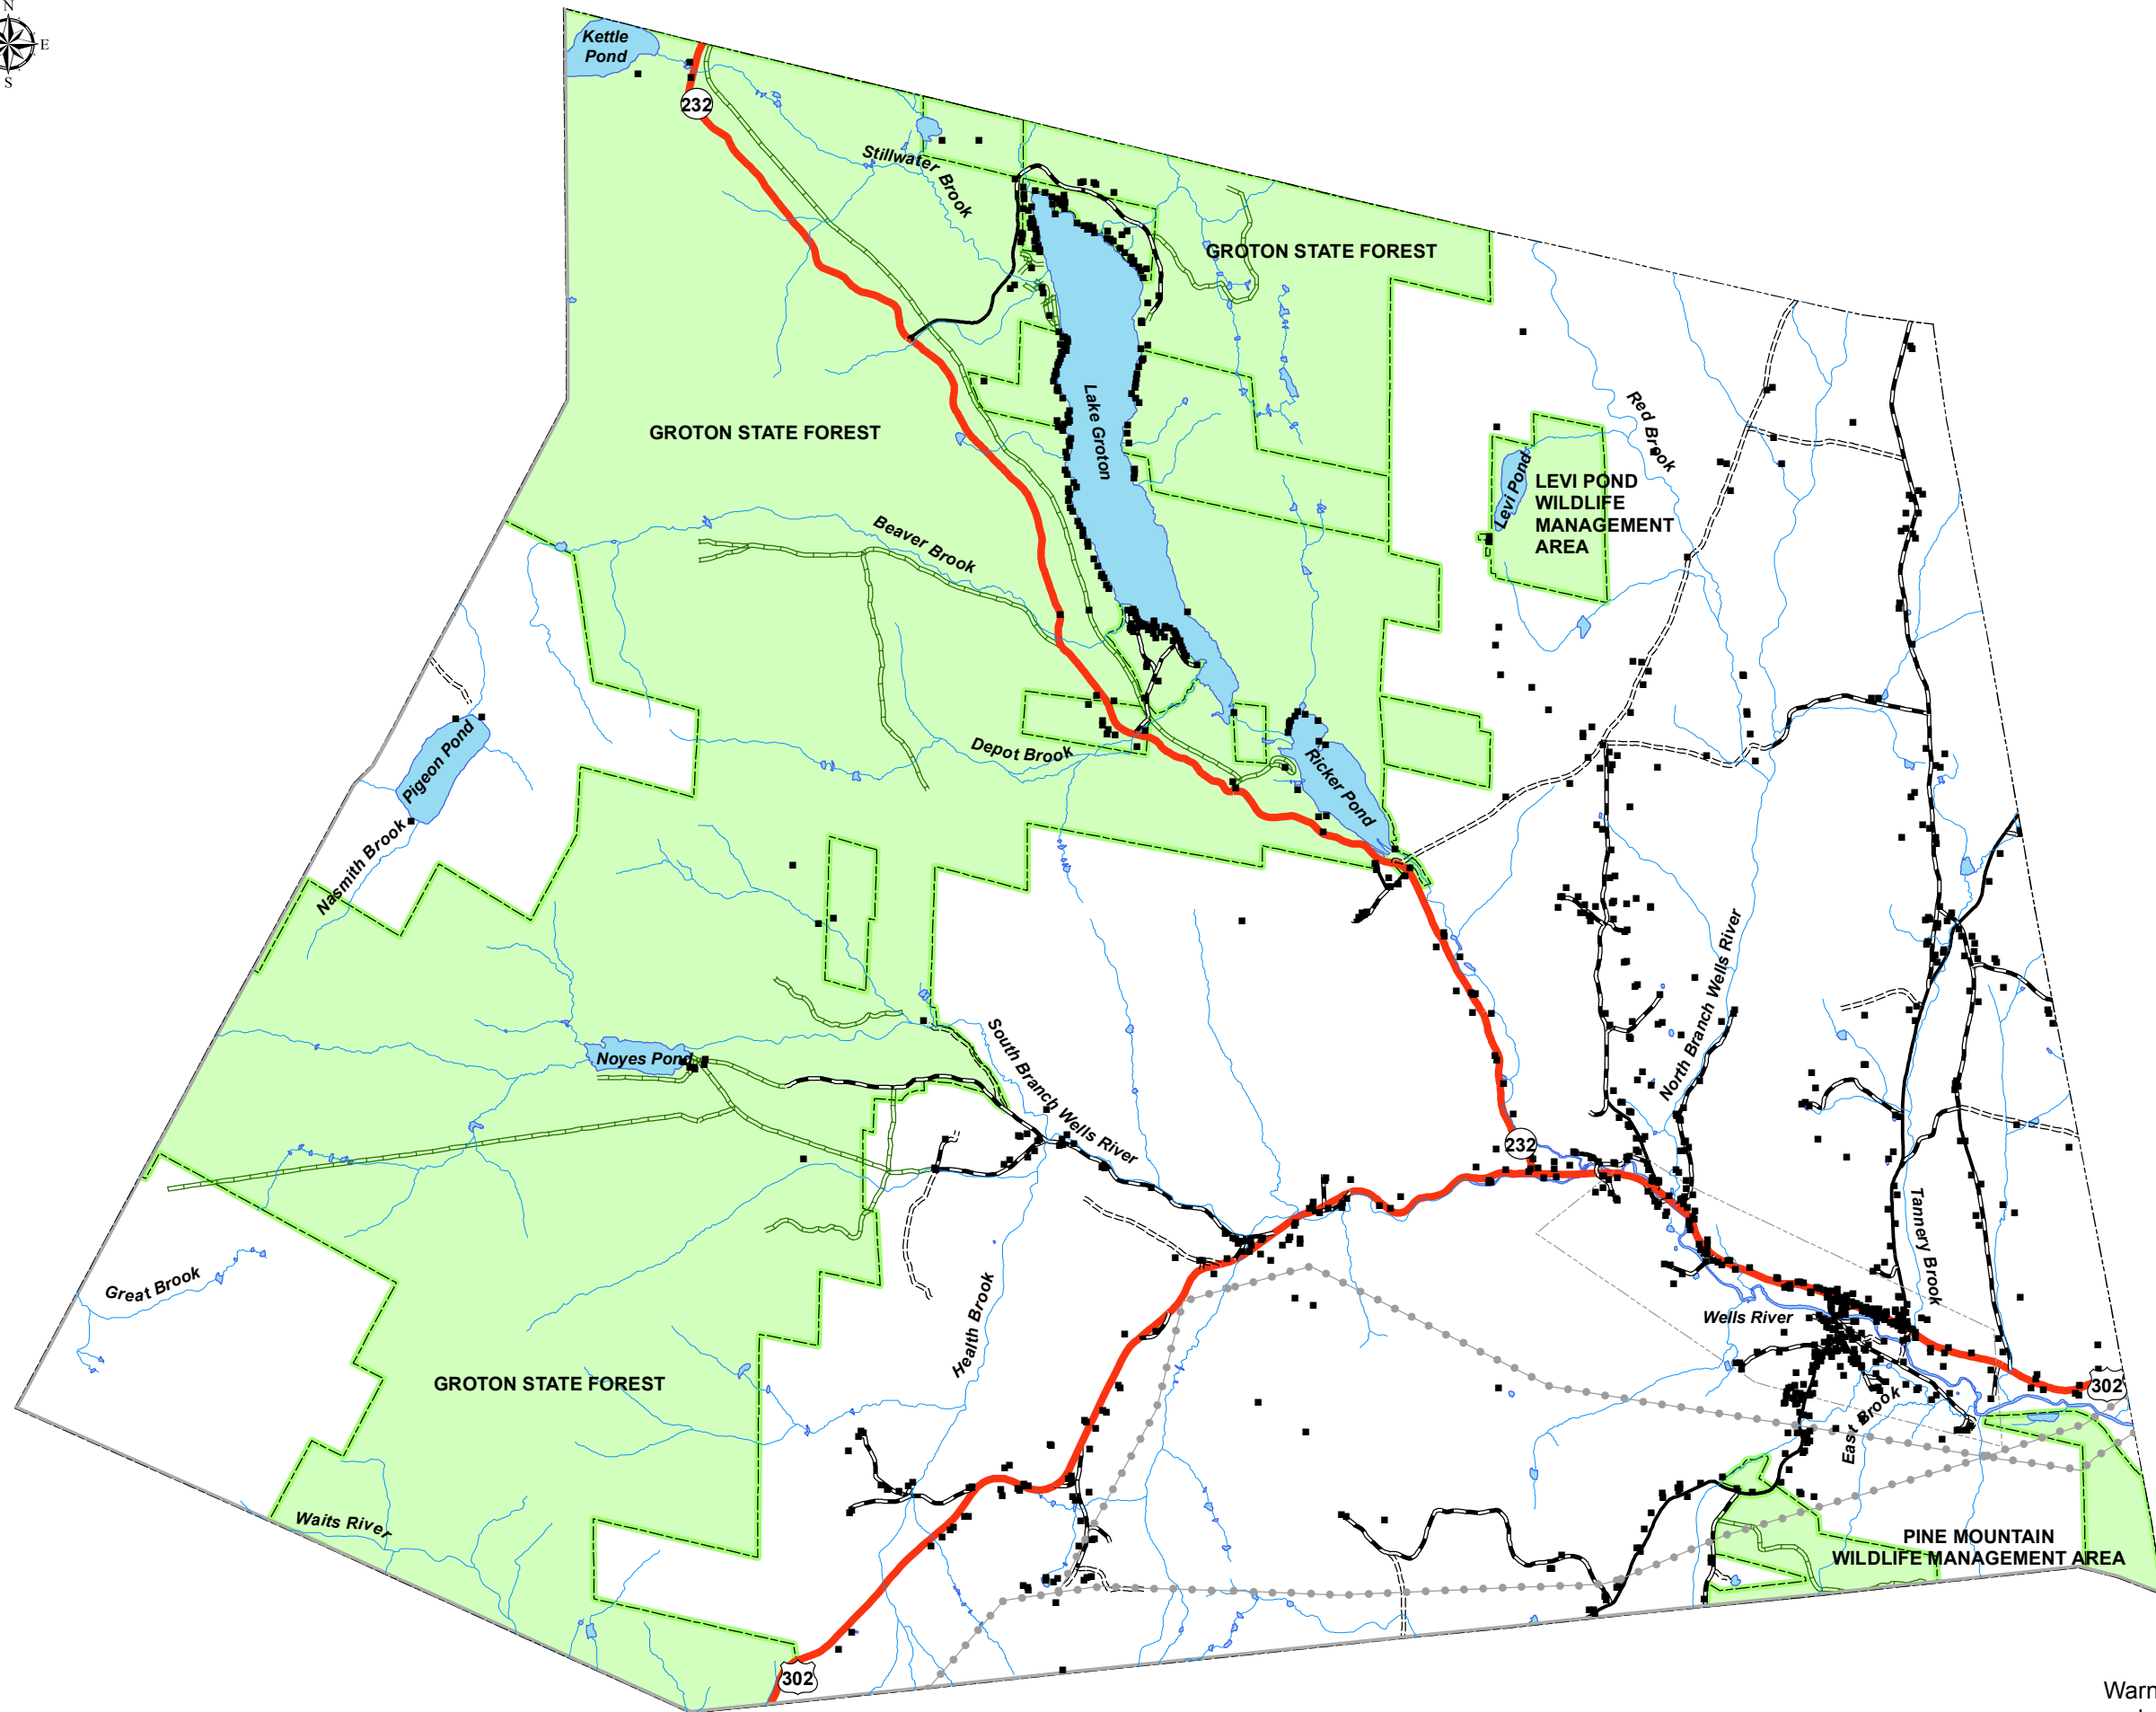 N
E
S
Kettle
Pond
232
Stillwater Brook
GROTON STATE FOREST
GROTON STATE FOREST
Lake Groton
Red Brook
Levi Pond
LEVI POND
WILDLIFE
MANAGEMENT
AREA
Beaver Brook
Depot Brook
Pigeon Pond
Ricker Pond
Nasmith Brook
North Branch Wells River
Noyes Pond
South Branch Wells River
232
Tannery Brook
Great Brook
Health Brook
Wells River
GROTON STATE FOREST
302
East Brook
Waits River
PINE MOUNTAIN
WILDLIFE MANAGEMENT AREA
302
Warn